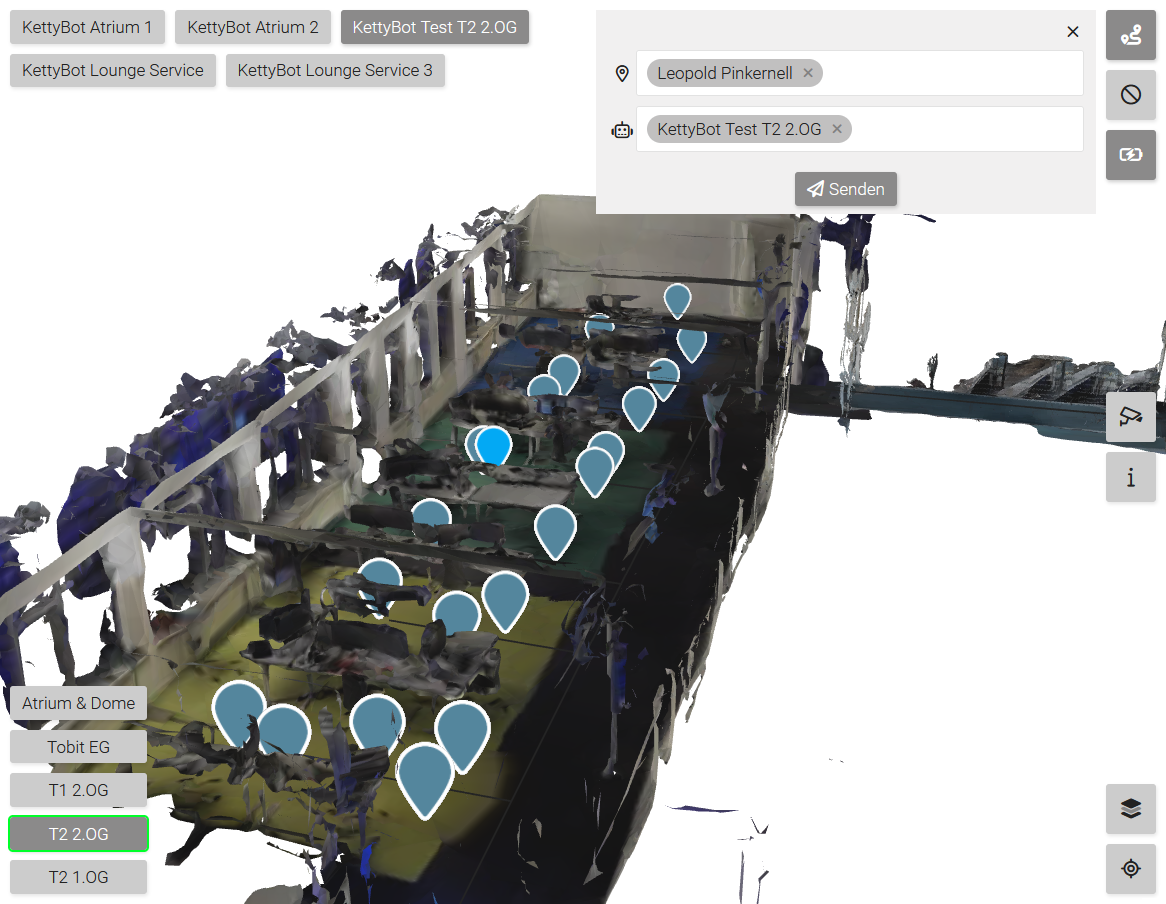 KettyBot Atrium 1
KettyBot Atrium 2
KettyBot Test T2 2.OG
KettyBot Lounge Service
KettyBot Lounge Service 3
Leopold Pinkernell
KettyBot Test T2 2.OG
Senden
Atrium & Dome
Tobit EG
T1 2.OG
T2 2.OG
T2 1.OG